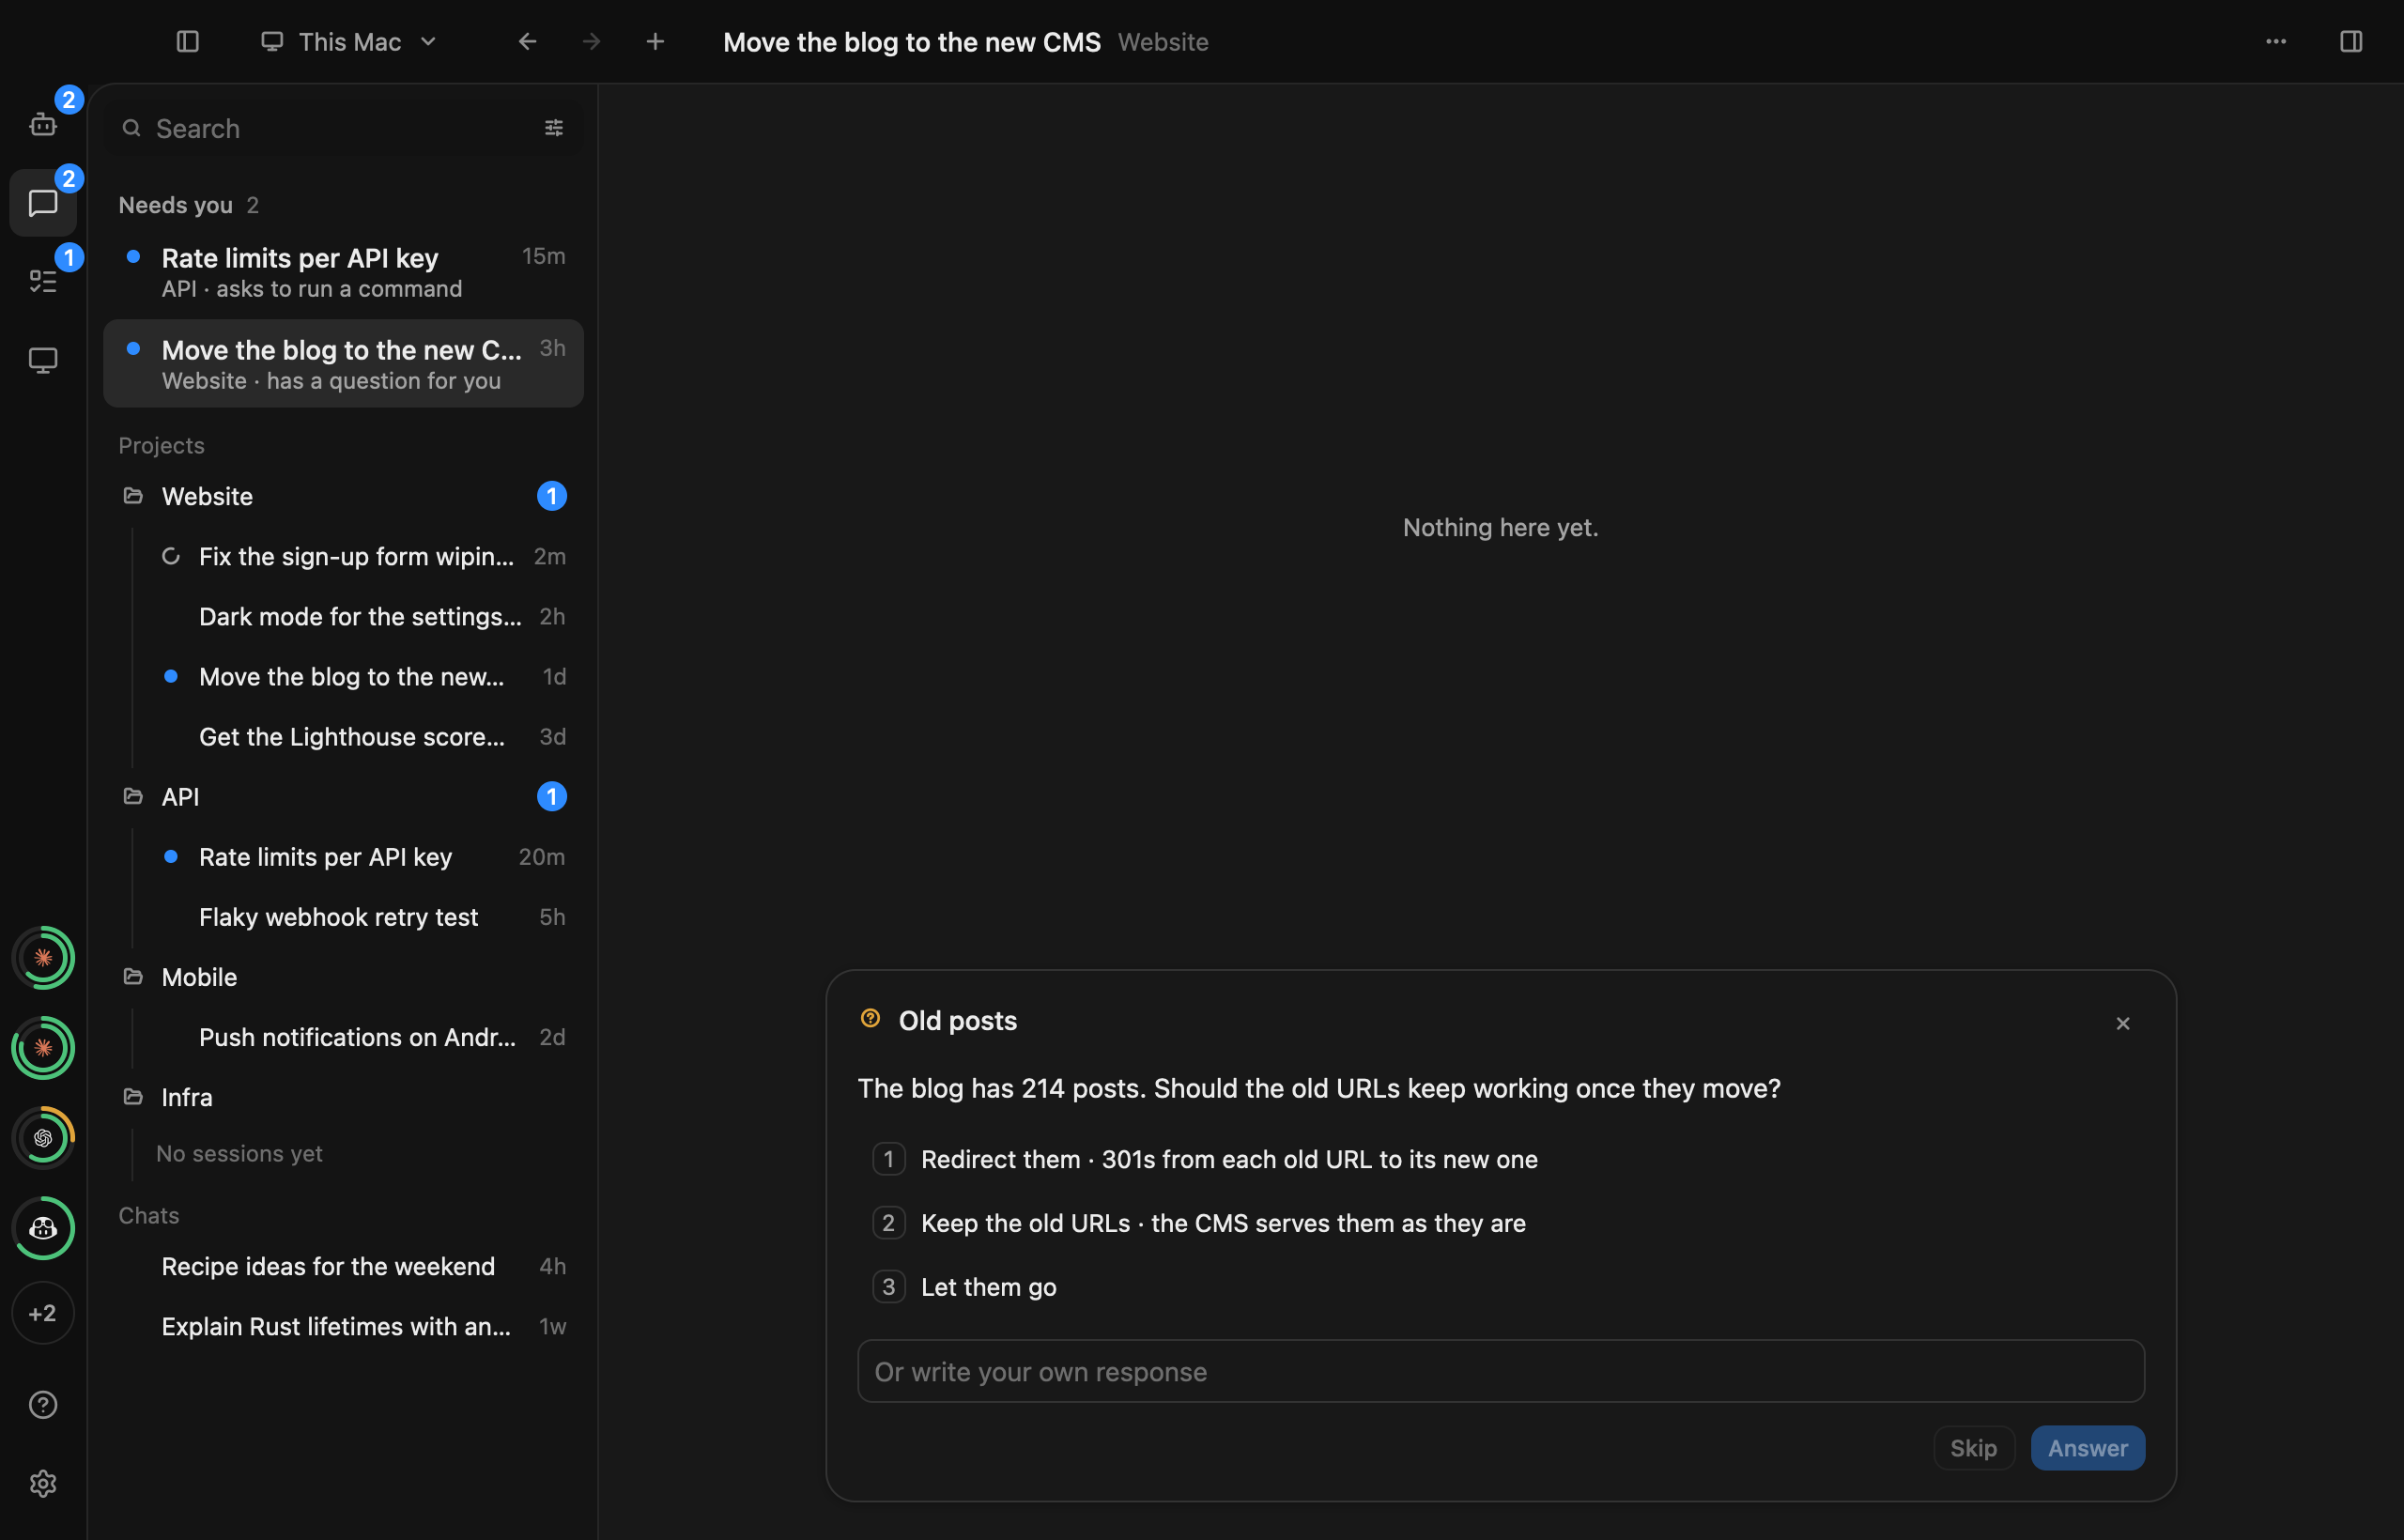 This Mac
Move the blog to the new CMS Website
2
2
1
Search
Needs you 2
Rate limits per API key 15m
API · asks to run a command
Move the blog to the new C... 3h
Website · has a question for you
Projects
Website 1
Fix the sign-up form wipin... 2m
Dark mode for the settings... 2h
Move the blog to the new... 1d
Get the Lighthouse score... 3d
API 1
Rate limits per API key 20m
Flaky webhook retry test 5h
Mobile
Push notifications on Andr... 2d
Infra
No sessions yet
Chats
Recipe ideas for the weekend 4h
Explain Rust lifetimes with an... 1w
+2
Nothing here yet.
Old posts
The blog has 214 posts. Should the old URLs keep working once they move?
1 Redirect them · 301s from each old URL to its new one
2 Keep the old URLs · the CMS serves them as they are
3 Let them go
Or write your own response
Skip Answer